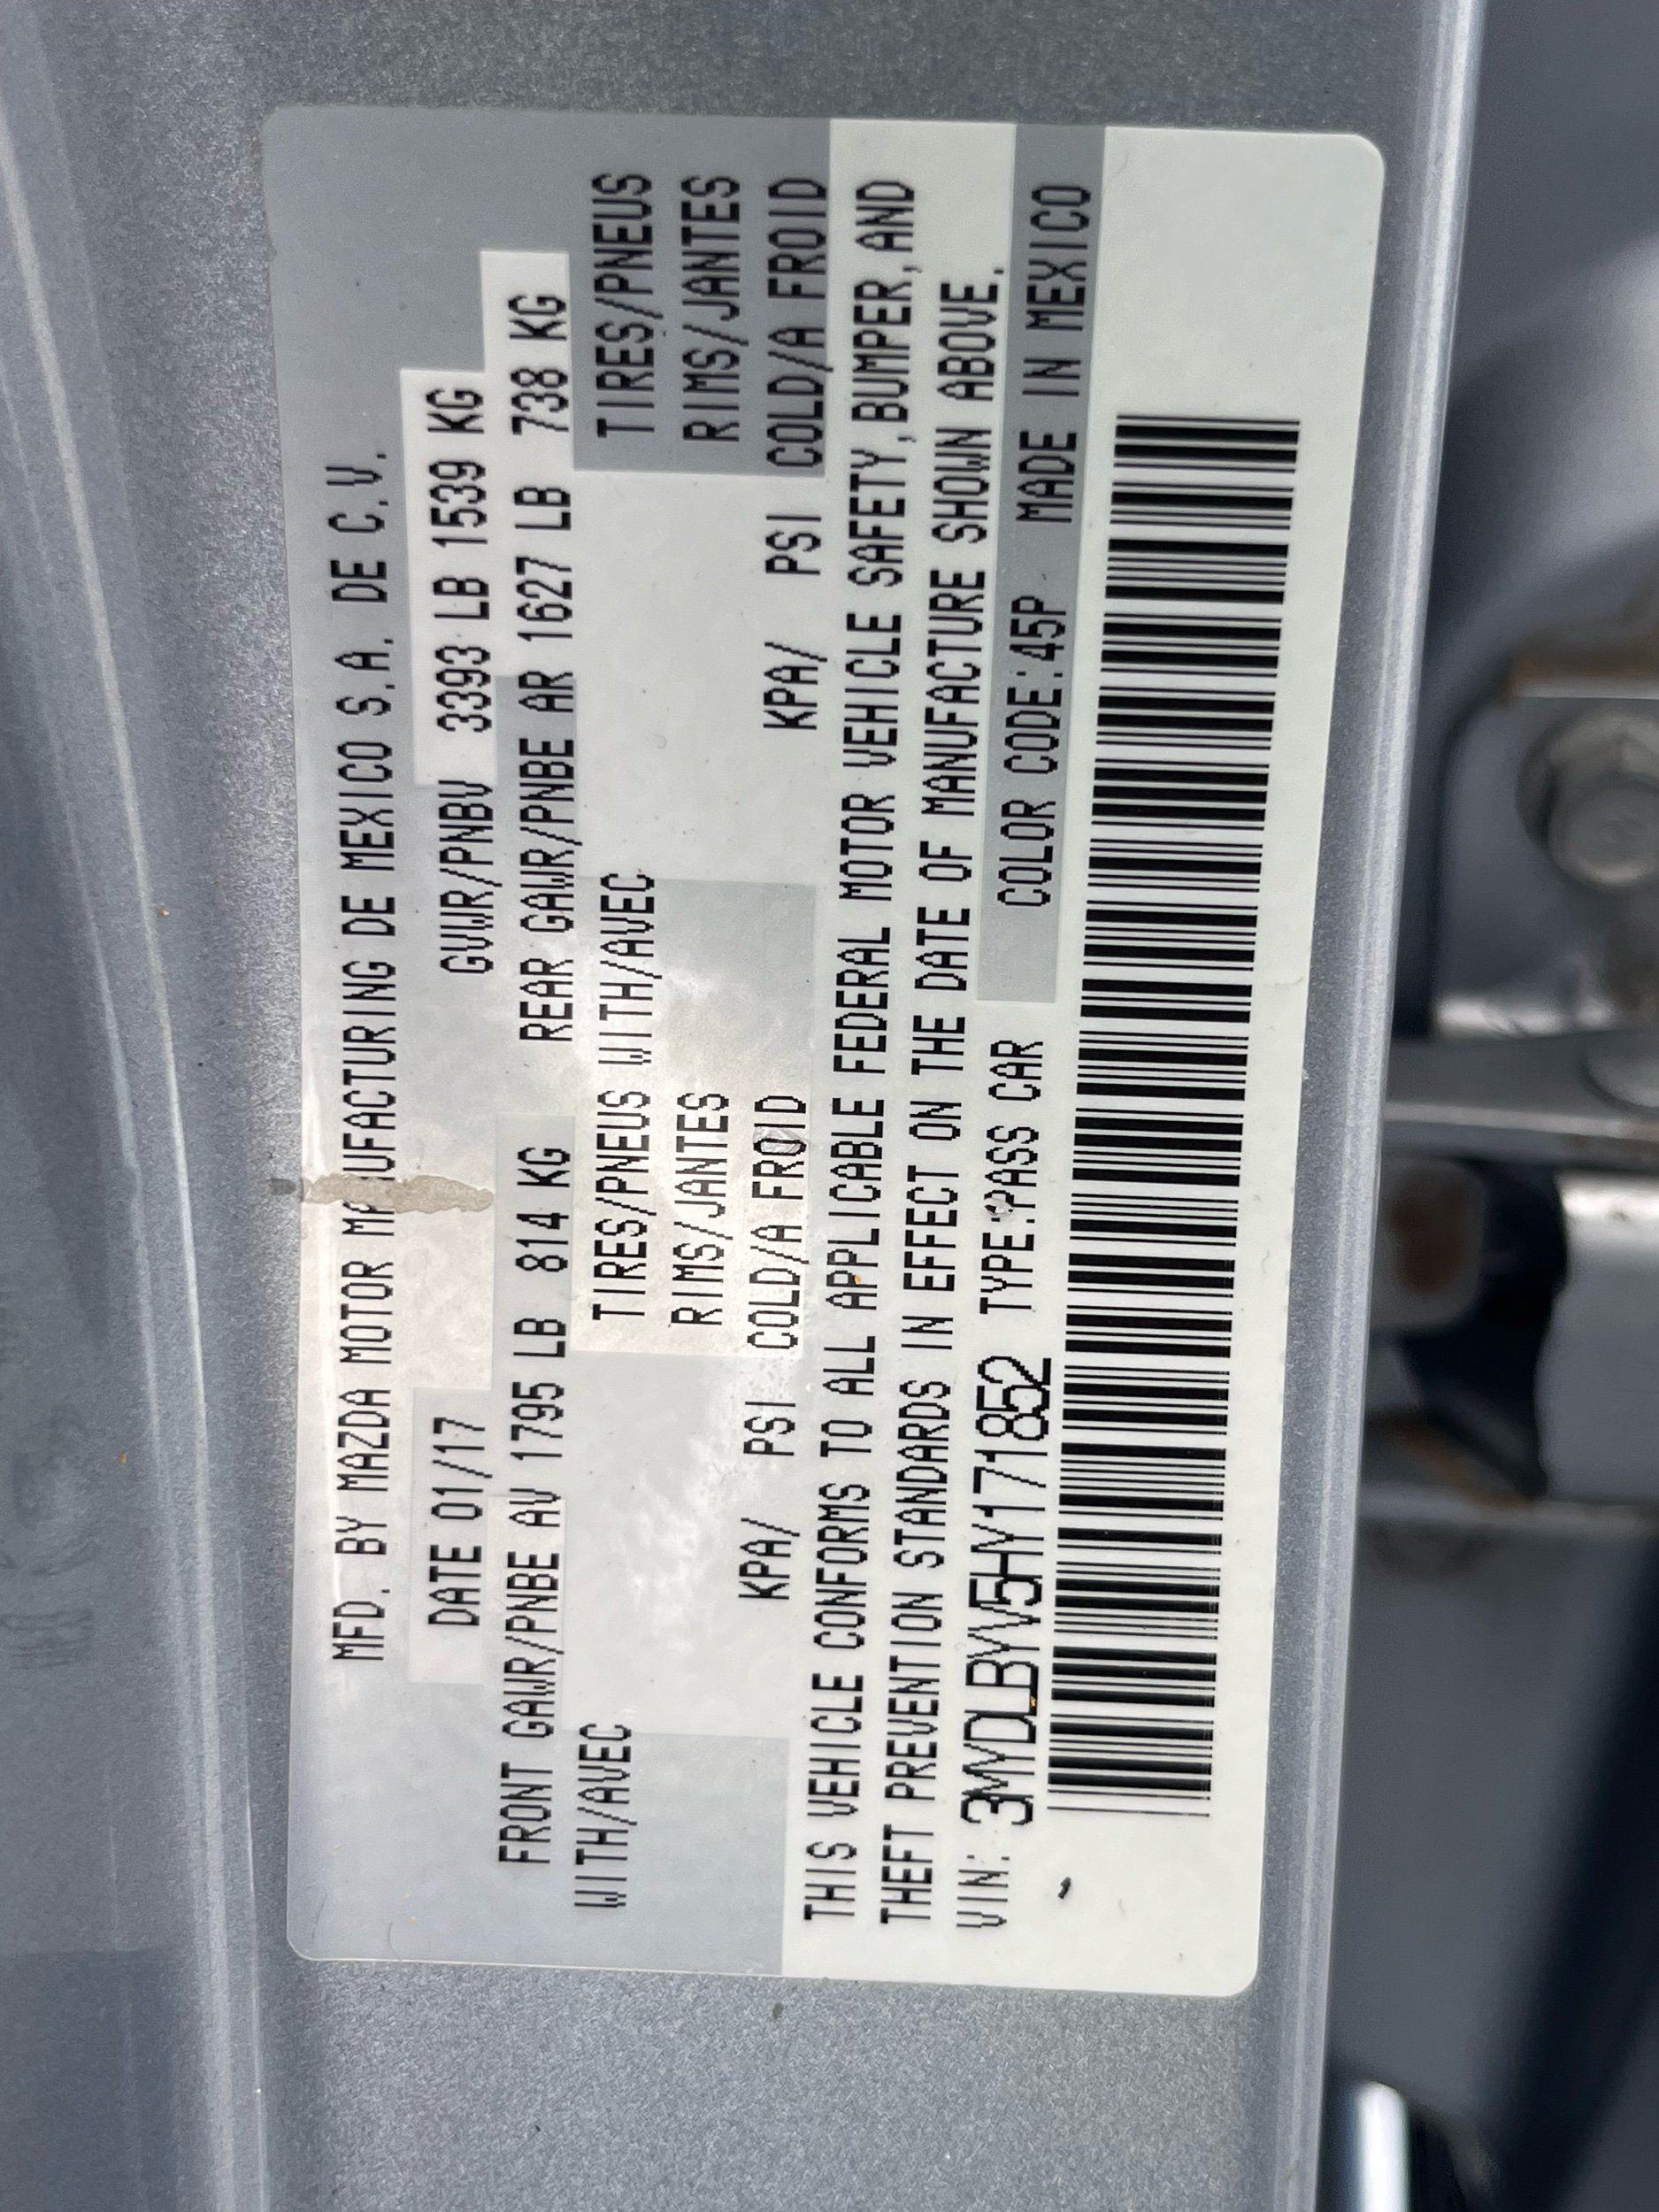 MFD. BY MAZDA MOTOR MANUFACTURING DE MEXICO S.A. DE C.V.
DATE 01/17 GVWR/PNBV 3393 LB 1539 KG
FRONT GAWR/PNBE AV 1795 LB 814 KG REAR GAWR/PNBE AR 1627 LB 738 KG
WITH/AVEC TIRES/PNEUS WITH/AVEC TIRES/PNEUS
RIMS/JANTES RIMS/JANTES
KPA/ PSI COLD/A FROID KPA/ PSI COLD/A FROID
THIS VEHICLE CONFORMS TO ALL APPLICABLE FEDERAL MOTOR VEHICLE SAFETY,BUMPER,AND
THEFT PREVENTION STANDARDS IN EFFECT ON THE DATE OF MANUFACTURE SHOWN ABOVE.
VIN: 3MYDLBYV5HY171852 TYPE:PASS CAR COLOR CODE:45P MADE IN MEXICO